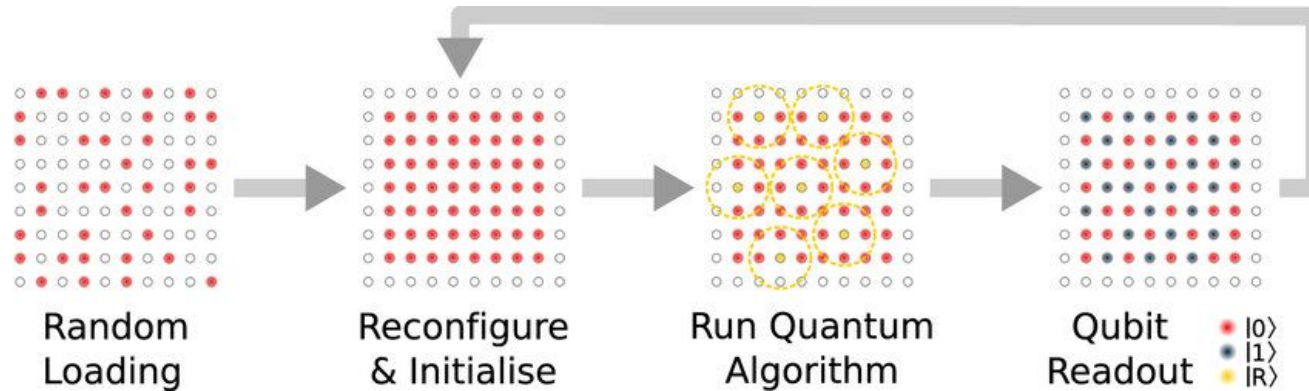 Random
Loading
Reconfigure
& Initialise
Run Quantum
Algorithm
Qubit
Readout
|0⟩
|1⟩
|R⟩